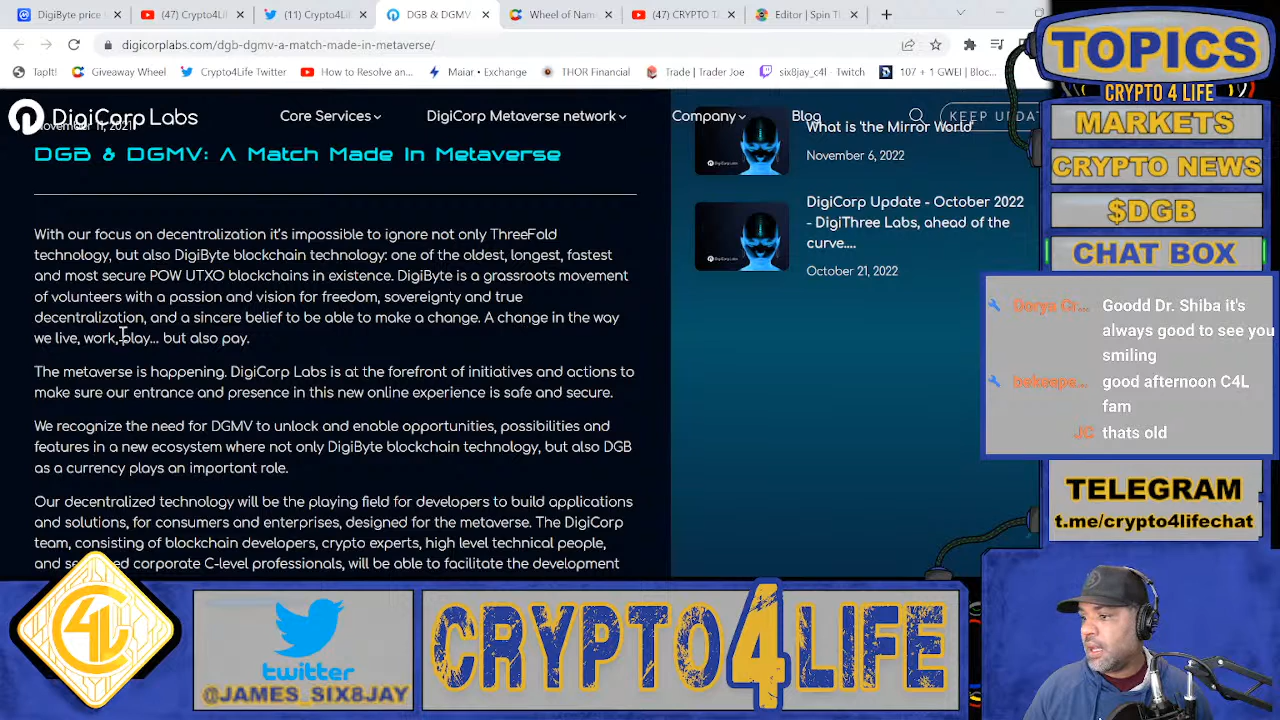 DigiByte price
(47) Crypto4Lif
(11) Crypto4Li
DGB & DGMV
Wheel of Nam
(47) CRYPTO TA
Editor | Spin T
digicorplabs.com/dgb-dgmv-a-match-made-in-metaverse/
TapIt!
Giveaway Wheel
Crypto4Life Twitter
How to Resolve an...
Maiar • Exchange
THOR Financial
Trade | Trader Joe
six8jay_c4l - Twitch
107 + 1 GWEI | Bloc...
DigiCorp Labs
Core Services
DigiCorp Metaverse network
Company
Blog
KEEP UPDA
November 11, 2021
DGB & DGMV: A Match Made In Metaverse
With our focus on decentralization it's impossible to ignore not only ThreeFold
technology, but also DigiByte blockchain technology: one of the oldest, longest, fastest
and most secure POW UTXO blockchains in existence. DigiByte is a grassroots movement
of volunteers with a passion and vision for freedom, sovereignty and true
decentralization, and a sincere belief to be able to make a change. A change in the way
we live, work, play... but also pay.
The metaverse is happening. DigiCorp Labs is at the forefront of initiatives and actions to
make sure our entrance and presence in this new online experience is safe and secure.
We recognize the need for DGMV to unlock and enable opportunities, possibilities and
features in a new ecosystem where not only DigiByte blockchain technology, but also DGB
as a currency plays an important role.
Our decentralized technology will be the playing field for developers to build applications
and solutions, for consumers and enterprises, designed for the metaverse. The DigiCorp
team, consisting of blockchain developers, crypto experts, high level technical people,
and corporate C-level professionals, will be able to facilitate the development
What is 'the Mirror World'
November 6, 2022
DigiCorp Update - October 2022
- DigiThree Labs, ahead of the
curve....
October 21, 2022
TOPICS
CRYPTO 4 LIFE
MARKETS
CRYPTO NEWS
$DGB
CHAT BOX
Dorya Cr... Goodd Dr. Shiba it's
always good to see you
smiling
good afternoon C4L
fam
JC thats old
TELEGRAM
t.me/crypto4lifechat
C4L
twitter
@JAMES_SIX8JAY
CRYPTO4LIFE